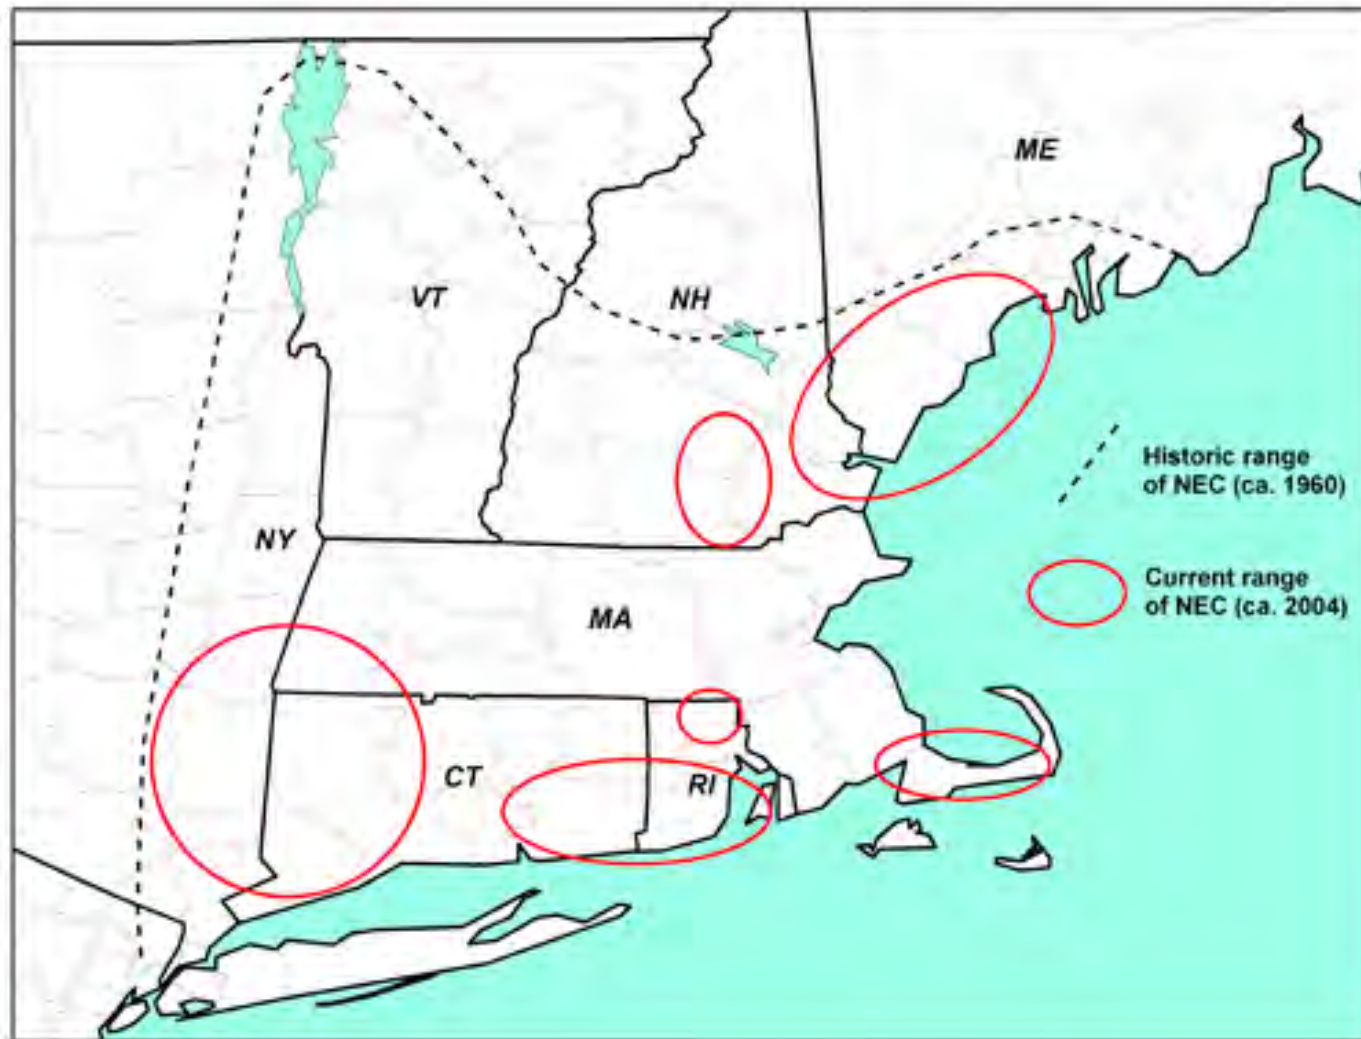 ME
VT
NH
Historic range
of NEC (ca. 1960)
NY
Current range
of NEC (ca. 2004)
MA
CT
RI